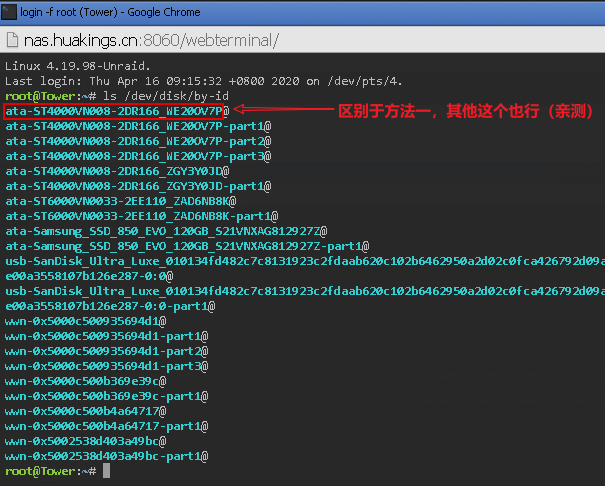 login -f root (Tower) - Google Chrome
nas.huakings.cn:8060/webterminal/
Linux 4.19.98-Unraid.
Last login: Thu Apr 16 09:15:32 +0800 2020 on /dev/pts/4.
root@Tower:~# ls /dev/disk/by-id
ata-ST4000VN008-2DR166_WE20OV7P@
区别于方法一，其他这个也行（亲测）
ata-ST4000VN008-2DR166_WE20OV7P-part1@
ata-ST4000VN008-2DR166_WE20OV7P-part2@
ata-ST4000VN008-2DR166_WE20OV7P-part3@
ata-ST4000VN008-2DR166_ZGY3Y0JD@
ata-ST4000VN008-2DR166_ZGY3Y0JD-part1@
ata-ST6000VN0033-2EE110_ZAD6NB8K@
ata-ST6000VN0033-2EE110_ZAD6NB8K-part1@
ata-Samsung_SSD_850_EVO_120GB_S21VNXAG812927Z@
ata-Samsung_SSD_850_EVO_120GB_S21VNXAG812927Z-part1@
usb-SanDisk_Ultra_Luxe_010134fd482c7c8131923c2fdaab620c102b6462950a2d02c0fca426792d09a
e00a3558107b126e287-0:0@
usb-SanDisk_Ultra_Luxe_010134fd482c7c8131923c2fdaab620c102b6462950a2d02c0fca426792d09a
e00a3558107b126e287-0:0-part1@
wwn-0x5000c500935694d1@
wwn-0x5000c500935694d1-part1@
wwn-0x5000c500935694d1-part2@
wwn-0x5000c500935694d1-part3@
wwn-0x5000c500b369e39c@
wwn-0x5000c500b369e39c-part1@
wwn-0x5000c500b4a64717@
wwn-0x5000c500b4a64717-part1@
wwn-0x5002538d403a49bc@
wwn-0x5002538d403a49bc-part1@
root@Tower:~#